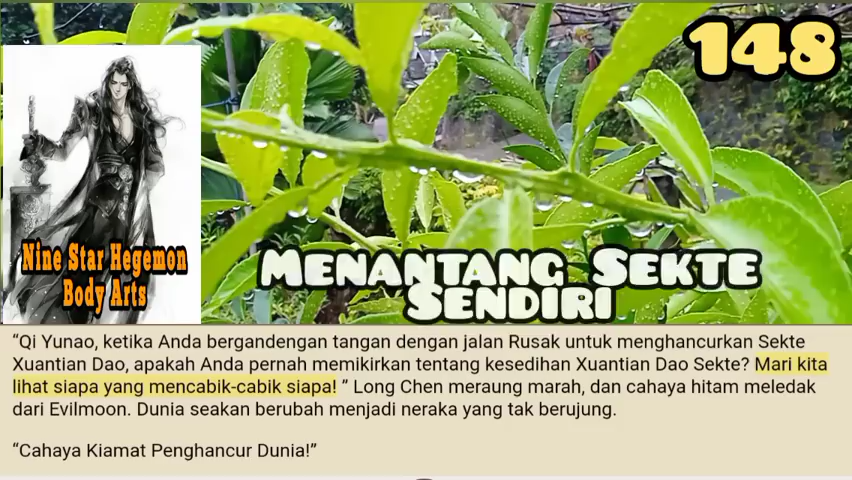 148
Nine Star Hegemon
Body Arts
MENANTANG SEKTE
SENDIRI
“Qi Yunao, ketika Anda bergandengan tangan dengan jalan Rusak untuk menghancurkan Sekte
Xuantian Dao, apakah Anda pernah memikirkan tentang kesedihan Xuantian Dao Sekte? Mari kita
lihat siapa yang mencabik-cabik siapa! ” Long Chen meraung marah, dan cahaya hitam meledak
dari Evilmoon. Dunia seakan berubah menjadi neraka yang tak berujung.
“Cahaya Kiamat Penghancur Dunia!”